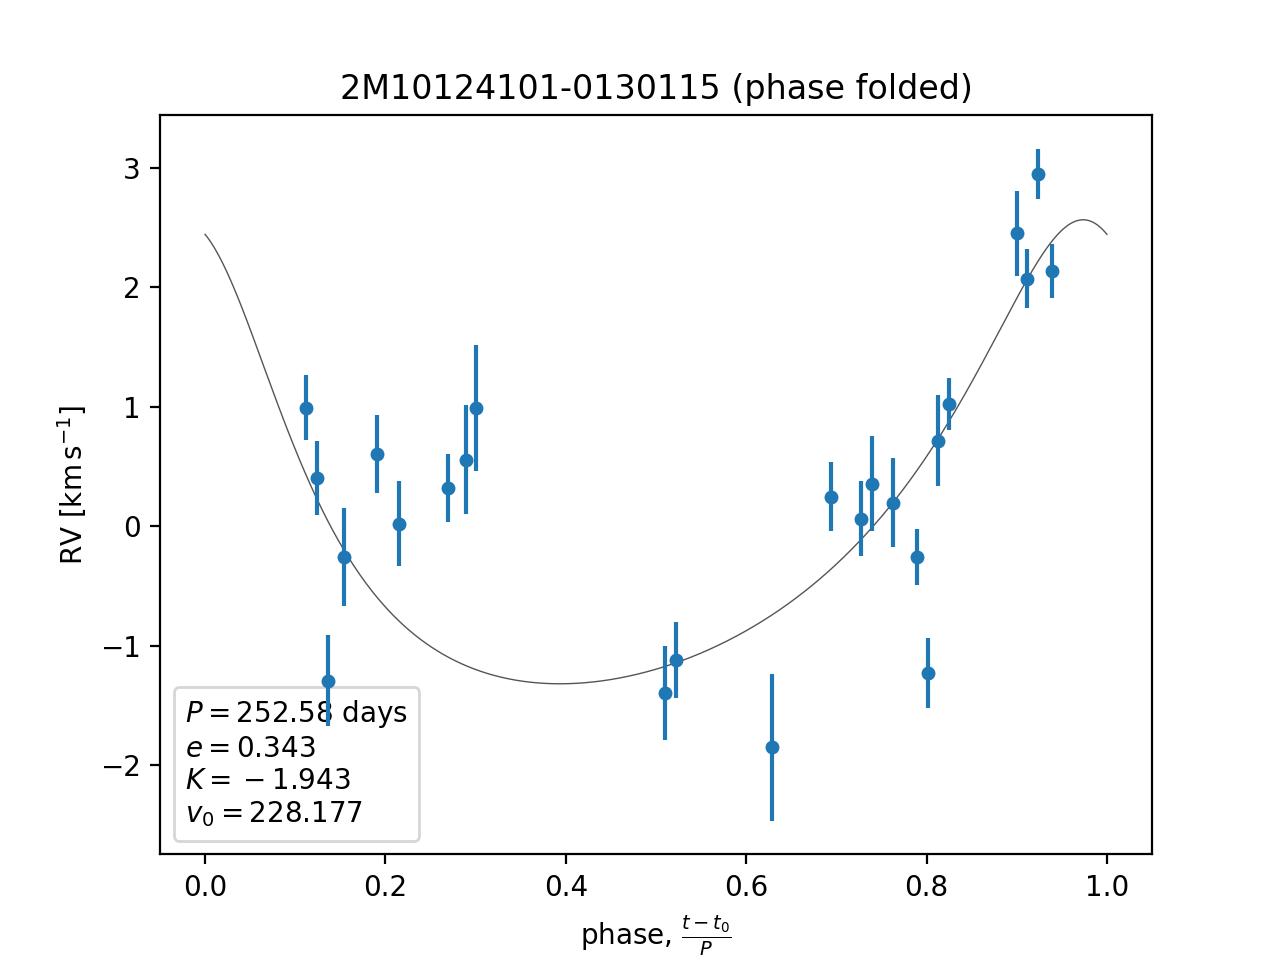 2M10124101-0130115 (phase folded)
3
2
1
0
−1
−2
RV [km s⁻¹]
P = 252.58 days
e = 0.343
K = −1.943
v₀ = 228.177
0.0 0.2 0.4 0.6 0.8 1.0
phase, (t − t₀)/P